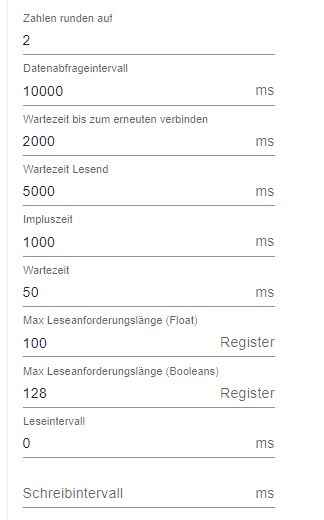 Zahlen runden auf
2
Datenabfrageintervall
10000 ms
Wartezeit bis zum erneuten verbinden
2000 ms
Wartezeit Lesend
5000 ms
Impluszeit
1000 ms
Wartezeit
50 ms
Max Leseanforderungslänge (Float)
100 Register
Max Leseanforderungslänge (Booleans)
128 Register
Leseintervall
0 ms
Schreibintervall ms